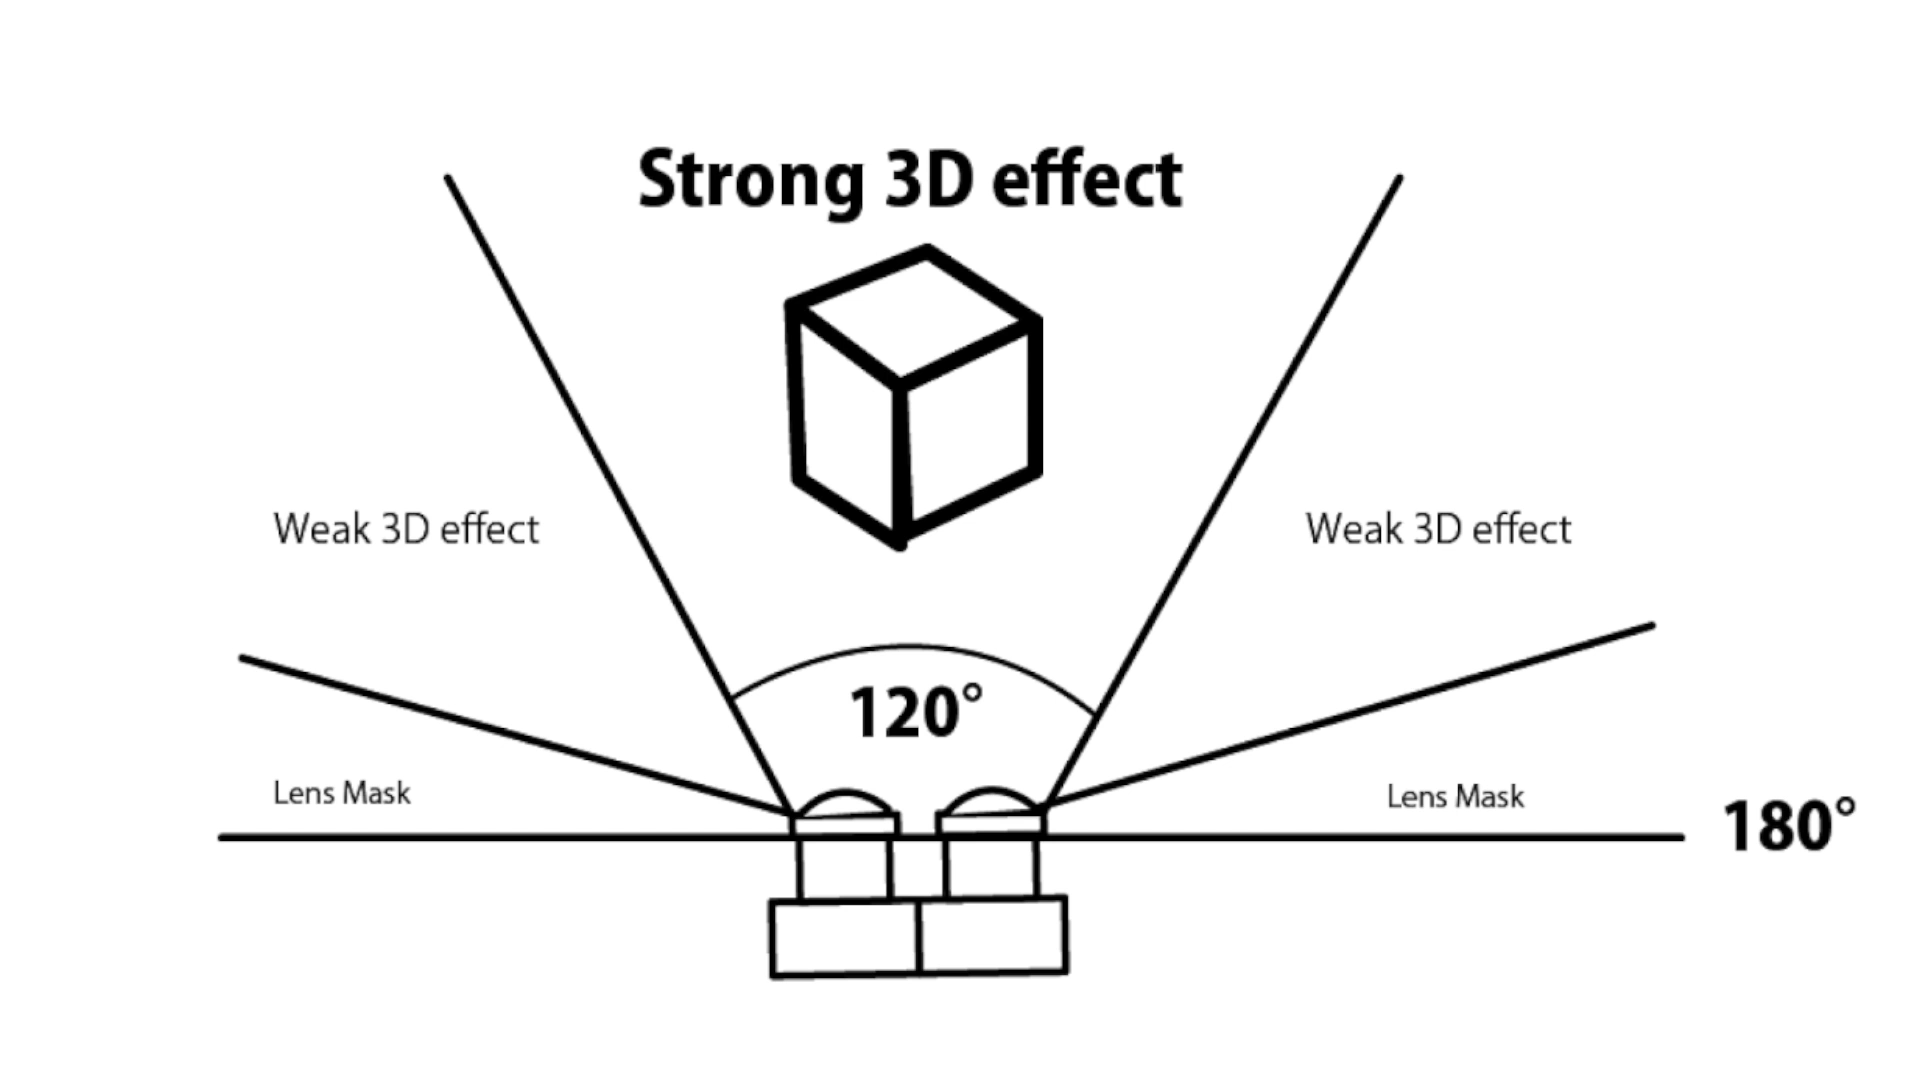 Strong 3D effect
Weak 3D effect
Weak 3D effect
120°
Lens Mask
Lens Mask
180°